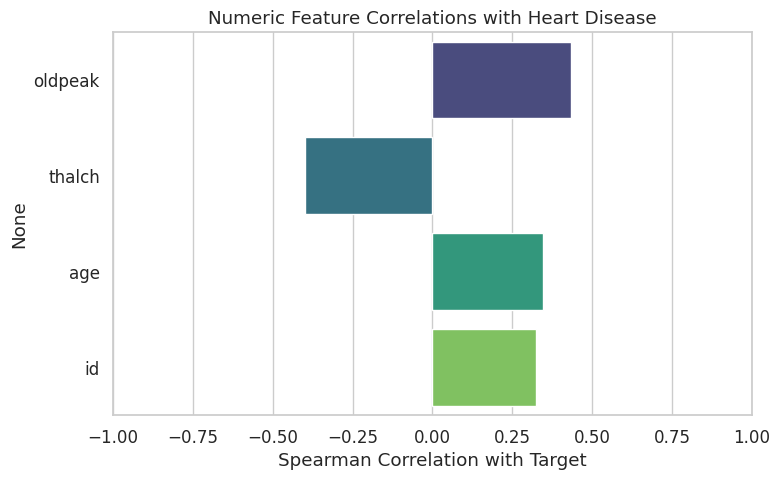 Numeric Feature Correlations with Heart Disease
oldpeak
thalch
age
id
None
−1.00
−0.75
−0.50
−0.25
0.00
0.25
0.50
0.75
1.00
Spearman Correlation with Target